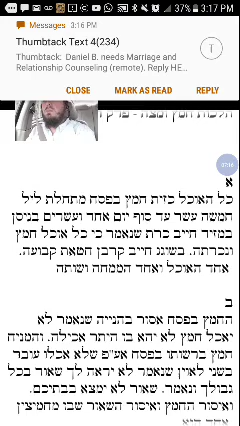 37% 3:17 PM
Messages 3:16 PM
Thumbtack Text 4(234)
Thumbtack: Daniel B. needs Marriage and
Relationship Counseling (remote). Reply HE...
T
CLOSE MARK AS READ REPLY
הלכות חמץ ומצה - פרק
א
כל האוכל כזית חמץ בפסח מתחלת ליל
חמשה עשר עד סוף יום אחד ועשרים בניסן
במזיד חייב כרת שנאמר כי כל אוכל חמץ
ונכרתה. בשוגג חייב קרבן חטאת קבועה.
אחד האוכל ואחד הממחה ושותה
ב
החמץ בפסח אסור בהנייה שנאמר לא
יאכל חמץ לא יהא בו היתר אכילה. והמניח
חמץ ברשותו בפסח אע"פ שלא אכלו עובר
בשני לאוין שנאמר לא יראה לך שאור בכל
גבולך ונאמר. שאור לא ימצא בבתיכם.
ואיסור החמץ ואיסור השאור שבו מחמיצין